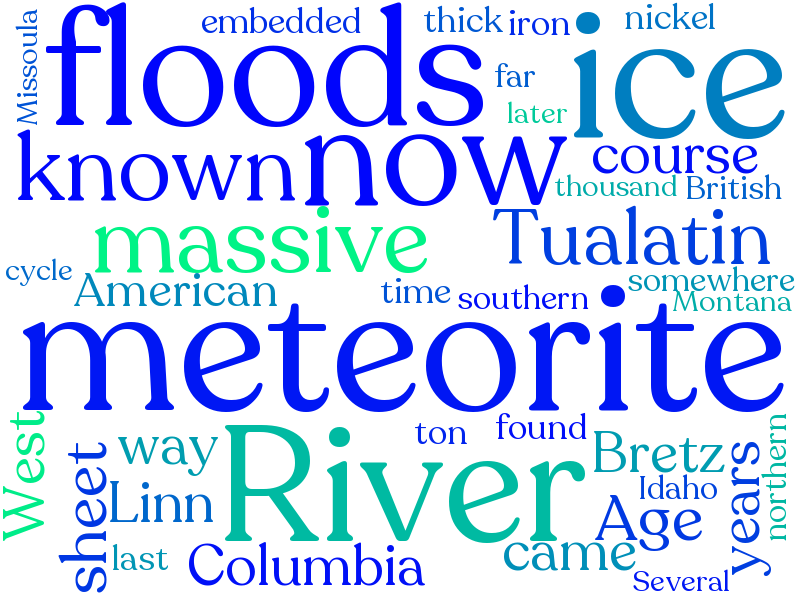 Missoula
floods
embedded
thick
iron
nickel
ice
far
later
known
now
course
thousand
British
massive
Tualatin
cycle
American
time
southern
somewhere
Montana
meteorite
West
sheet
way
River
ton
found
Bretz
years
northern
Linn
Idaho
Age
last
Columbia
came
Several